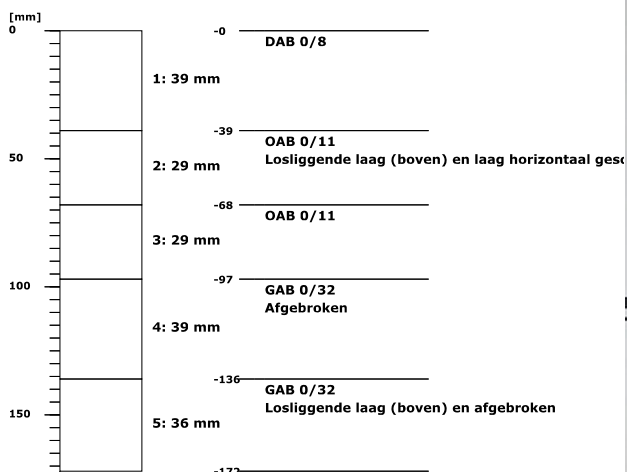 [mm]
0
-0
DAB 0/8
1: 39 mm
-39
OAB 0/11
50
2: 29 mm
Losliggende laag (boven) en laag horizontaal
-68
OAB 0/11
3: 29 mm
-97
100
GAB 0/32
Afgebroken
4: 39 mm
-136
GAB 0/32
150
Losliggende laag (boven) en afgebroken
5: 36 mm